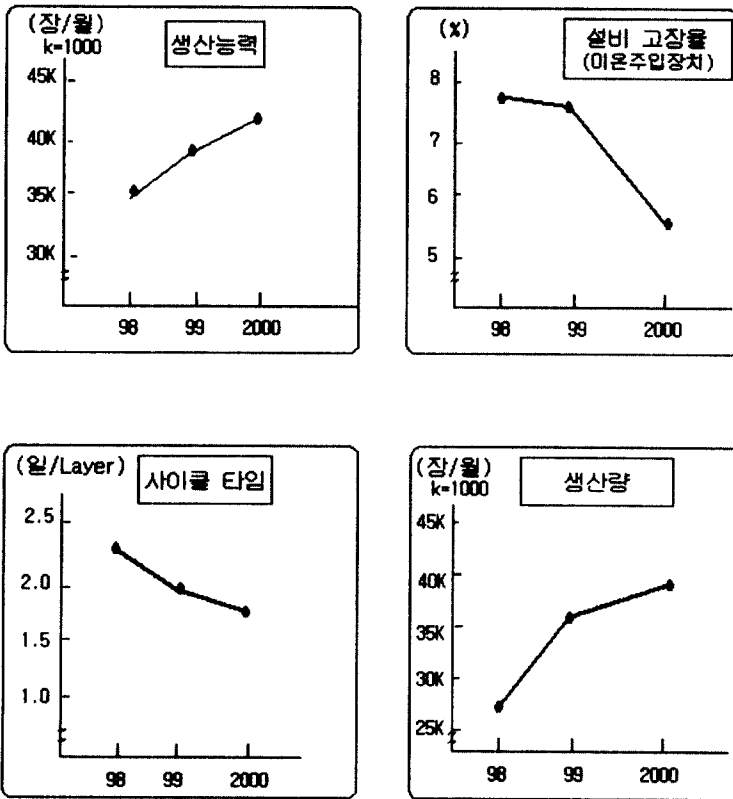 (장/월)
k=1000
생산능력
45K
40K
35K
30K
98 99 2000
(%)
설비 고장율
(이온주입장치)
8
7
6
5
98 99 2000
(일/Layer)
사이클 타임
2.5
2.0
1.5
1.0
98 99 2000
(장/월)
k=1000
생산량
45K
40K
35K
30K
25K
98 99 2000